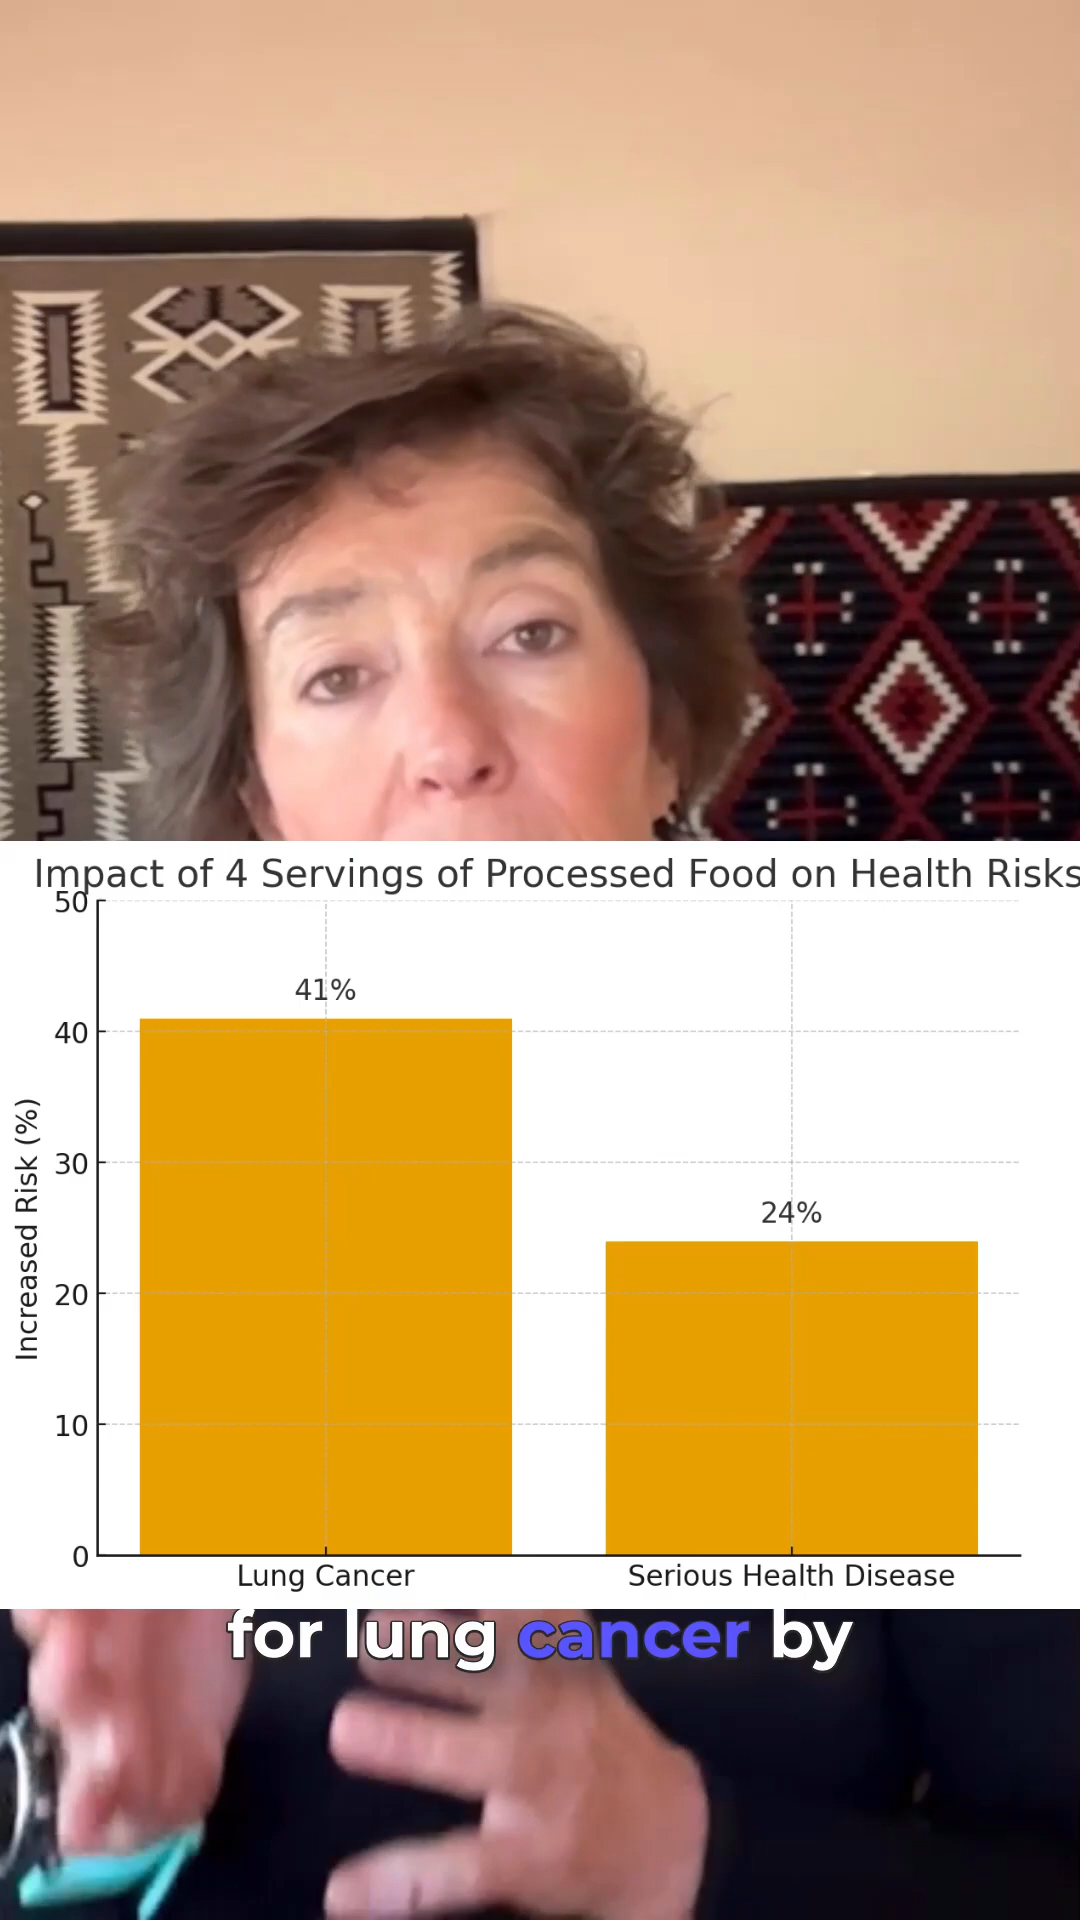 Impact of 4 Servings of Processed Food on Health Risks
50
41%
40
30
24%
20
10
0
Increased Risk (%)
Lung Cancer
Serious Health Disease
for lung cancer by